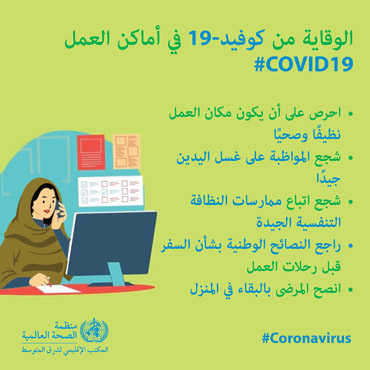 الوقاية من كوفيد-19 في أماكن العمل
#COVID19
• احرص على أن يكون مكان العمل
نظيفًا وصحيًا
• شجع المواظبة على غسل اليدين
جيدًا
• شجع اتباع ممارسات النظافة
التنفسية الجيدة
• راجع النصائح الوطنية بشأن السفر
قبل رحلات العمل
• انصح المرضى بالبقاء في المنزل
#Coronavirus
منظمة
الصحة العالمية
المكتب الإقليمي لشرق المتوسط